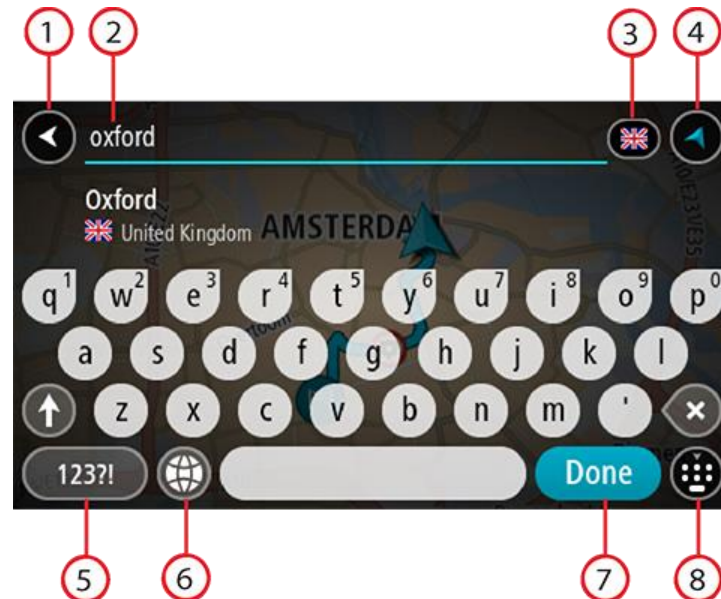 1 2 3 4
oxford
Oxford
United Kingdom
AMSTERDA
A10E23VE35
q1 w2 e3 r4 t5 y6 u7 i8 o9 p0
a s d f g h j k l
z x c v b n m '
123?! Done
5 6 7 8